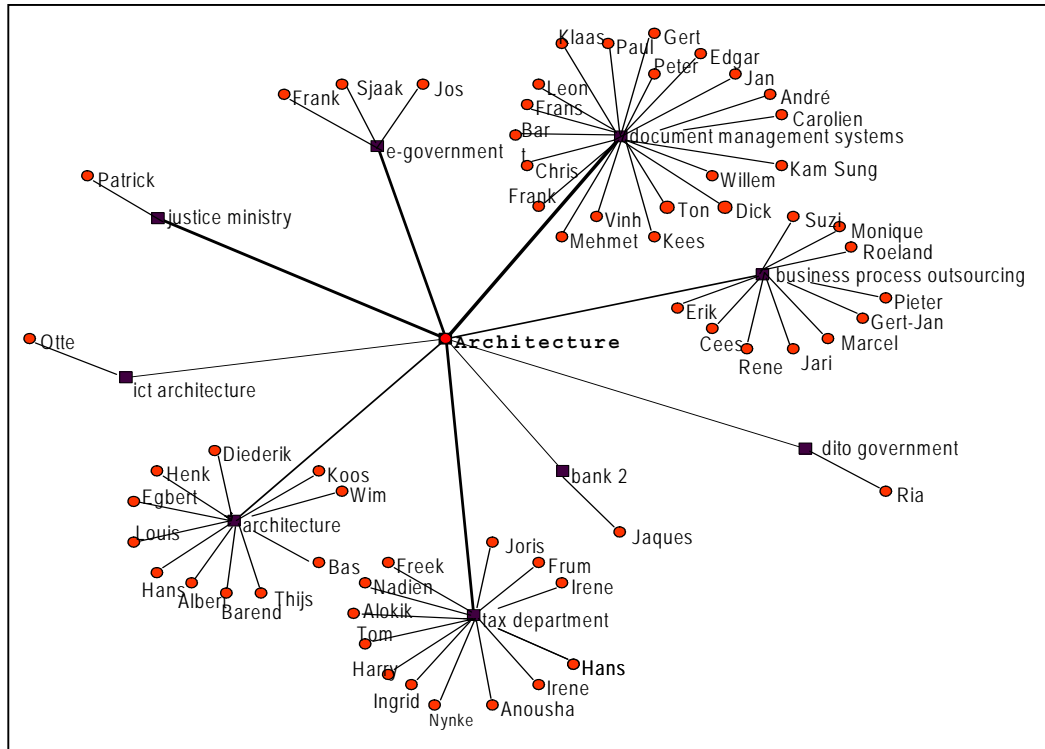 Klaas
Paul
Gert
Edgar
Peter
Jan
Leon
André
Frans
Carolien
Bar
t
document management systems
Chris
Kam Sung
Frank
Willem
Vinh
Ton
Dick
Mehmet
Kees
Frank
Sjaak
Jos
e-government
Patrick
justice ministry
Suzi
Monique
Roeland
business process outsourcing
Pieter
Erik
Gert-Jan
Cees
Marcel
Rene
Jari
Architecture
Otte
ict architecture
dito government
Ria
bank 2
Jaques
Diederik
Henk
Koos
Egbert
Wim
Louis
architecture
Bas
Hans
Albert
Barend
Thijs
Joris
Freek
Frum
Nadien
Irene
Alokik
tax department
Tom
Harry
Hans
Ingrid
Irene
Nynke
Anousha